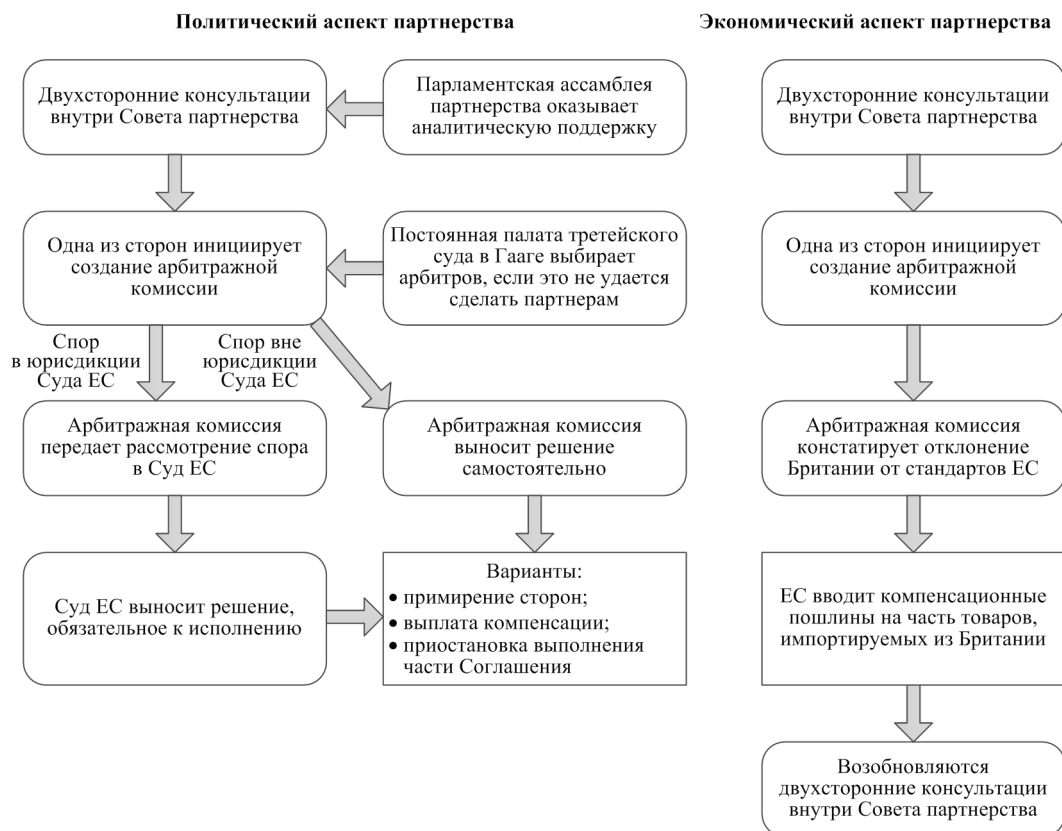 Политический аспект партнерства
Двухсторонние консультации
внутри Совета партнерства
Парламентская ассамблея
партнерства оказывает
аналитическую поддержку
Одна из сторон инициирует
создание арбитражной
комиссии
Постоянная палата третейского
суда в Гааге выбирает
арбитров, если это не удается
сделать партнерам
Спор
в юрисдикции
Суда ЕС
Спор вне
юрисдикции
Суда ЕС
Арбитражная комиссия
передает рассмотрение спора
в Суд ЕС
Арбитражная комиссия
выносит решение
самостоятельно
Суд ЕС выносит решение,
обязательное к исполнению
Варианты:
• примирение сторон;
• выплата компенсации;
• приостановка выполнения
части Соглашения
Экономический аспект партнерства
Двухсторонние консультации
внутри Совета партнерства
Одна из сторон инициирует
создание арбитражной
комиссии
Арбитражная комиссия
констатирует отклонение
Британии от стандартов ЕС
ЕС вводит компенсационные
пошлины на часть товаров,
импортируемых из Британии
Возобновляются
двухсторонние консультации
внутри Совета партнерства